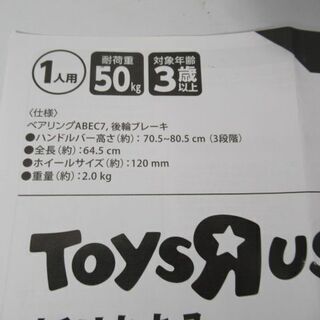 1人用
耐荷重
50kg
対象年齢
3歳以上
〈仕様〉
ベアリングABEC7, 後輪ブレーキ
●ハンドルバー高さ(約)：70.5~80.5 cm (3段階)
●全長(約)：64.5 cm
●ホイールサイズ(約)：120 mm
●重量(約)：2.0 kg
TOYSЯUS